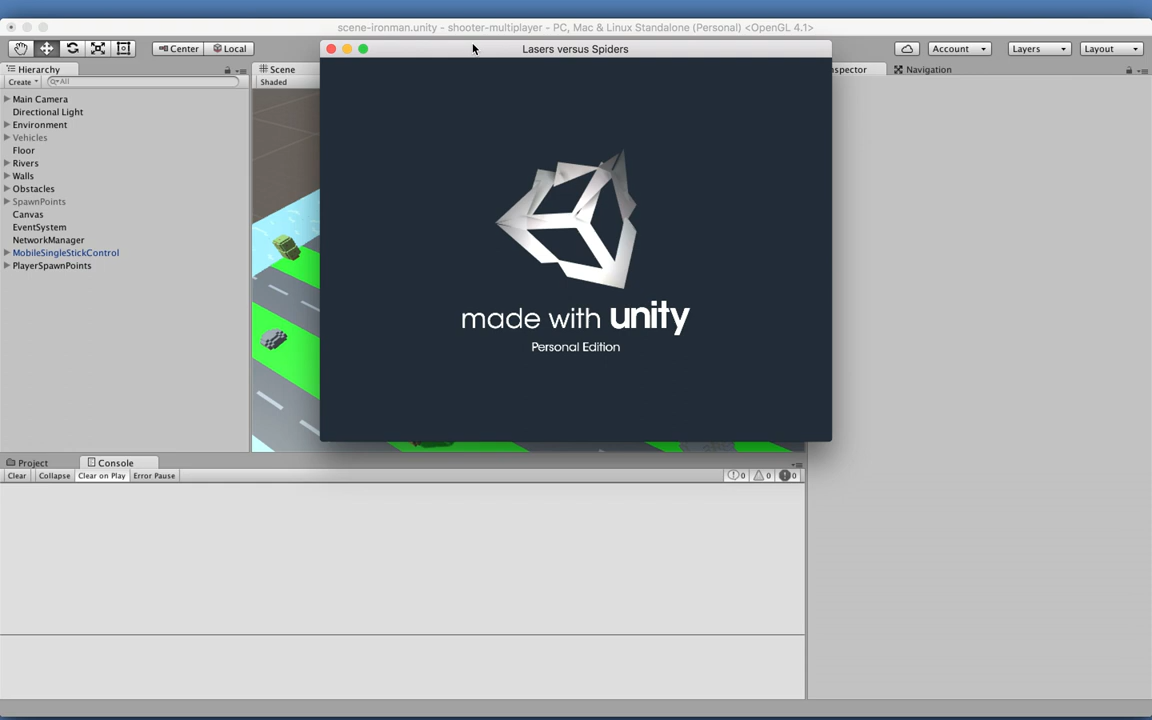 scene-ironman.unity - shooter-multiplayer - PC, Mac & Linux Standalone (Personal) <OpenGL 4.1>
Center Local Account Layers Layout
Lasers versus Spiders
Hierarchy Scene Navigation
Create All Shaded
Main Camera
Directional Light
Environment
Vehicles
Floor
Rivers
Walls
Obstacles
SpawnPoints
Canvas
EventSystem
NetworkManager
MobileSingleStickControl
PlayerSpawnPoints
made with unity
Personal Edition
Project Console
Clear Collapse Clear on Play Error Pause 0 0 0